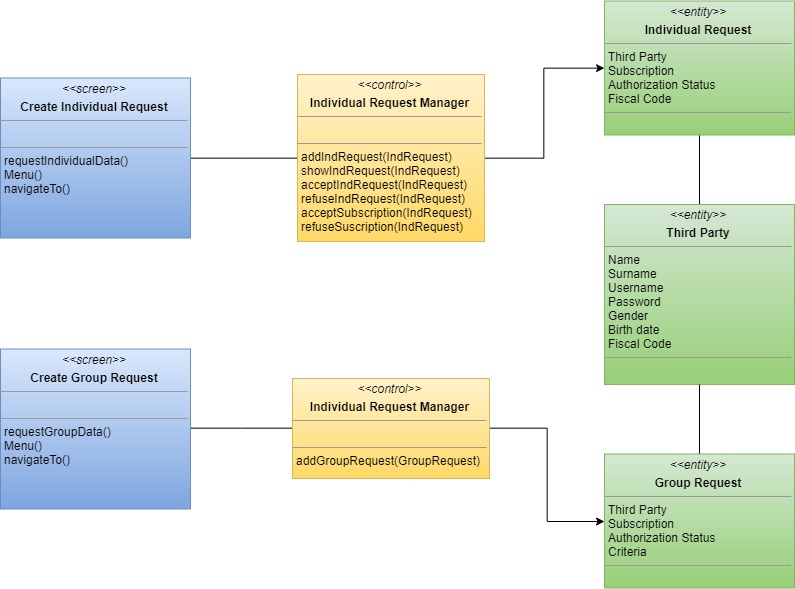 <<entity>>
Individual Request
Third Party
Subscription
Authorization Status
Fiscal Code
<<screen>>
Create Individual Request
requestIndividualData()
Menu()
navigateTo()
<<control>>
Individual Request Manager
addIndRequest(IndRequest)
showIndRequest(IndRequest)
acceptIndRequest(IndRequest)
refuseIndRequest(IndRequest)
acceptSubscription(IndRequest)
refuseSuscription(IndRequest)
<<entity>>
Third Party
Name
Surname
Username
Password
Gender
Birth date
Fiscal Code
<<screen>>
Create Group Request
requestGroupData()
Menu()
navigateTo()
<<control>>
Individual Request Manager
addGroupRequest(GroupRequest)
<<entity>>
Group Request
Third Party
Subscription
Authorization Status
Criteria